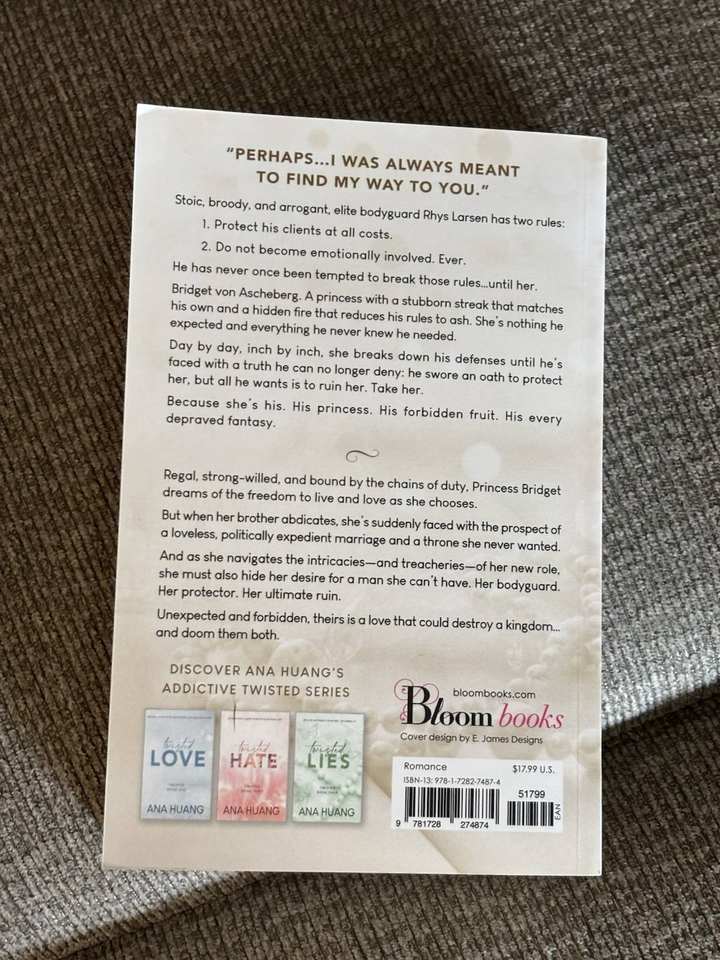 "PERHAPS...I WAS ALWAYS MEANT
TO FIND MY WAY TO YOU."
Stoic, broody, and arrogant, elite bodyguard Rhys Larsen has two rules:
1. Protect his clients at all costs.
2. Do not become emotionally involved. Ever.
He has never once been tempted to break those rules...until her.
Bridget von Ascheberg. A princess with a stubborn streak that matches
his own and a hidden fire that reduces his rules to ash. She's nothing he
expected and everything he never knew he needed.
Day by day, inch by inch, she breaks down his defenses until he's
faced with a truth he can no longer deny: he swore an oath to protect
her, but all he wants is to ruin her. Take her.
Because she's his. His princess. His forbidden fruit. His every
depraved fantasy.
Regal, strong-willed, and bound by the chains of duty, Princess Bridget
dreams of the freedom to live and love as she chooses.
But when her brother abdicates, she's suddenly faced with the prospect of
a loveless, politically expedient marriage and a throne she never wanted.
And as she navigates the intricacies—and treacheries—of her new role,
she must also hide her desire for a man she can't have. Her bodyguard.
Her protector. Her ultimate ruin.
Unexpected and forbidden, theirs is a love that could destroy a kingdom...
and doom them both.
DISCOVER ANA HUANG'S
ADDICTIVE TWISTED SERIES
twisted
LOVE
ANA HUANG
twisted
HATE
ANA HUANG
twisted
LIES
ANA HUANG
bloombooks.com
Bloom books
Cover design by E. James Designs
Romance $17.99 U.S.
ISBN-13: 978-1-7282-7487-4
51799
9 781728 274874
EAN